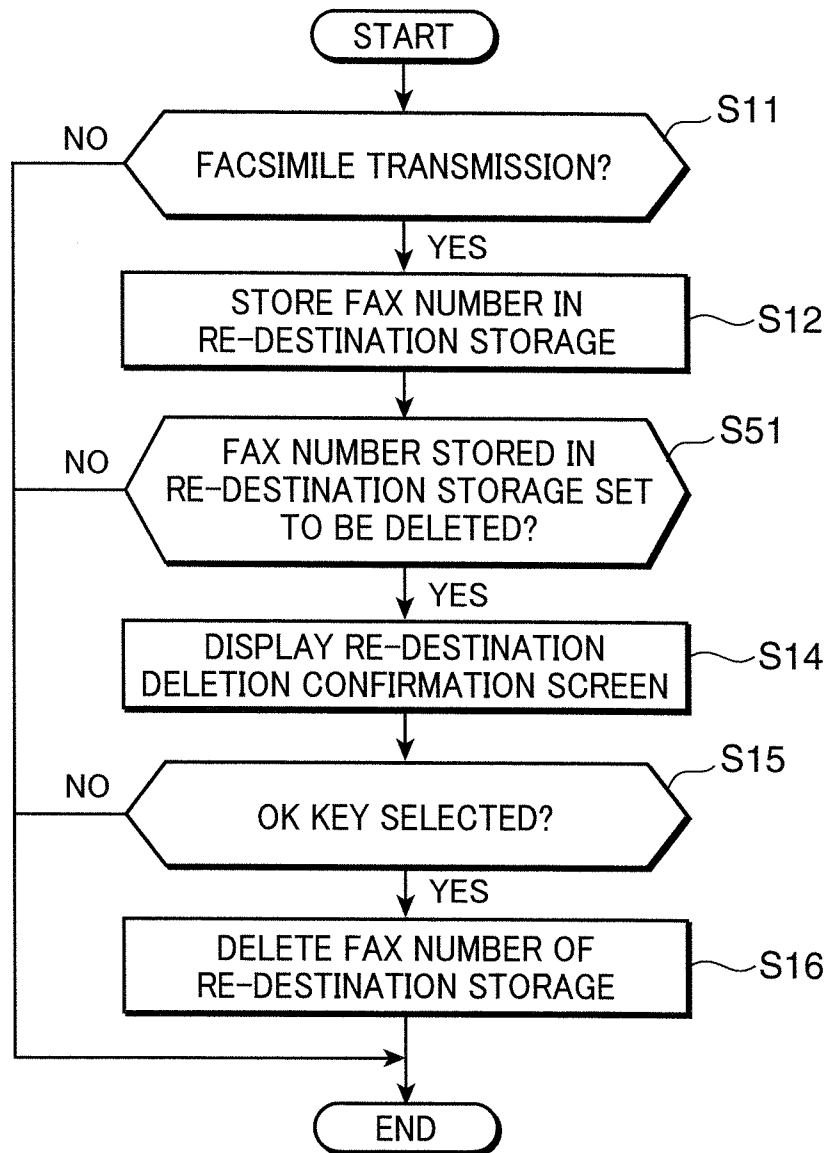 START
S11
NO
FACSIMILE TRANSMISSION?
YES
STORE FAX NUMBER IN
RE-DESTINATION STORAGE
S12
S51
NO
FAX NUMBER STORED IN
RE-DESTINATION STORAGE SET
TO BE DELETED?
YES
DISPLAY RE-DESTINATION
DELETION CONFIRMATION SCREEN
S14
S15
NO
OK KEY SELECTED?
YES
DELETE FAX NUMBER OF
RE-DESTINATION STORAGE
S16
END